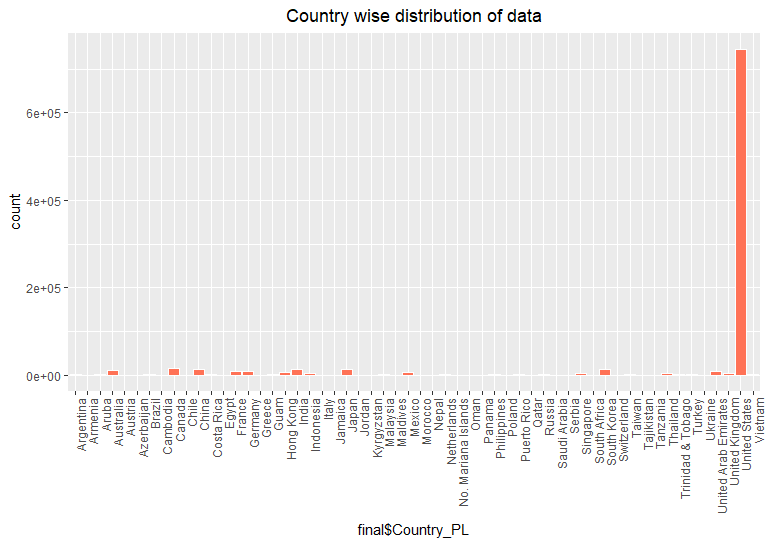 Country wise distribution of data
count
6e+05
4e+05
2e+05
0e+00
Argentina
Armenia
Aruba
Australia
Austria
Azerbaijan
Brazil
Cambodia
Canada
Chile
China
Costa Rica
Egypt
France
Germany
Greece
Guam
Hong Kong
India
Indonesia
Italy
Jamaica
Japan
Jordan
Kyrgyzstan
Malaysia
Maldives
Mexico
Morocco
Nepal
Netherlands
No. Mariana Islands
Oman
Panama
Philippines
Poland
Puerto Rico
Qatar
Russia
Saudi Arabia
Serbia
Singapore
South Africa
South Korea
Switzerland
Taiwan
Tajikistan
Tanzania
Thailand
Trinidad & Tobago
Turkey
Ukraine
United Arab Emirates
United Kingdom
United States
Vietnam
final$Country_PL